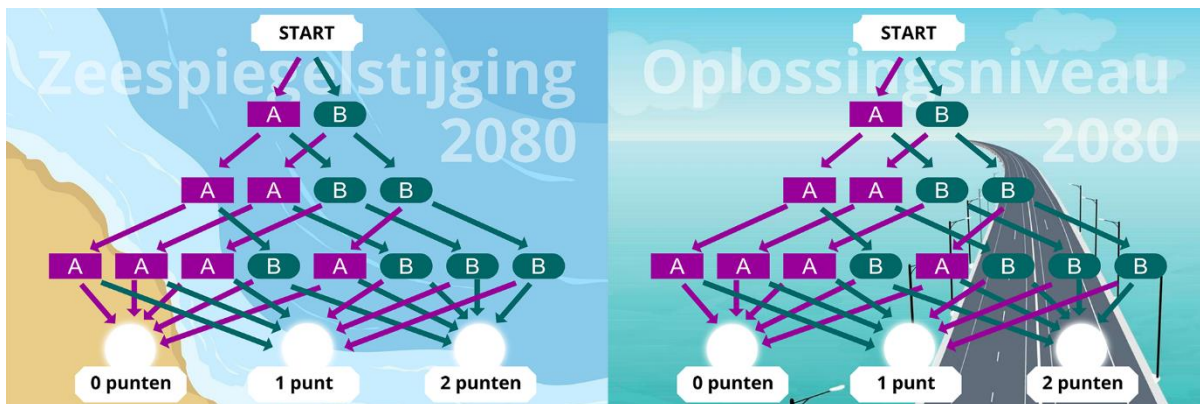 START
Zeespiegelstijging
2080
A B
A A B B
A A A B A B B B
0 punten 1 punt 2 punten
START
Oplossingsniveau
2080
A B
A A B B
A A A B A B B B
0 punten 1 punt 2 punten